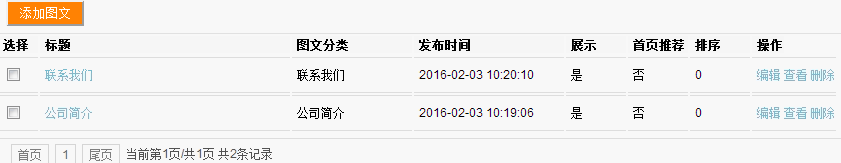 添加图文
选择 标题 图文分类 发布时间 展示 首页推荐 排序 操作
联系我们 联系我们 2016-02-03 10:20:10 是 否 0 编辑 查看 删除
公司简介 公司简介 2016-02-03 10:19:06 是 否 0 编辑 查看 删除
首页 1 尾页 当前第1页/共1页 共2条记录